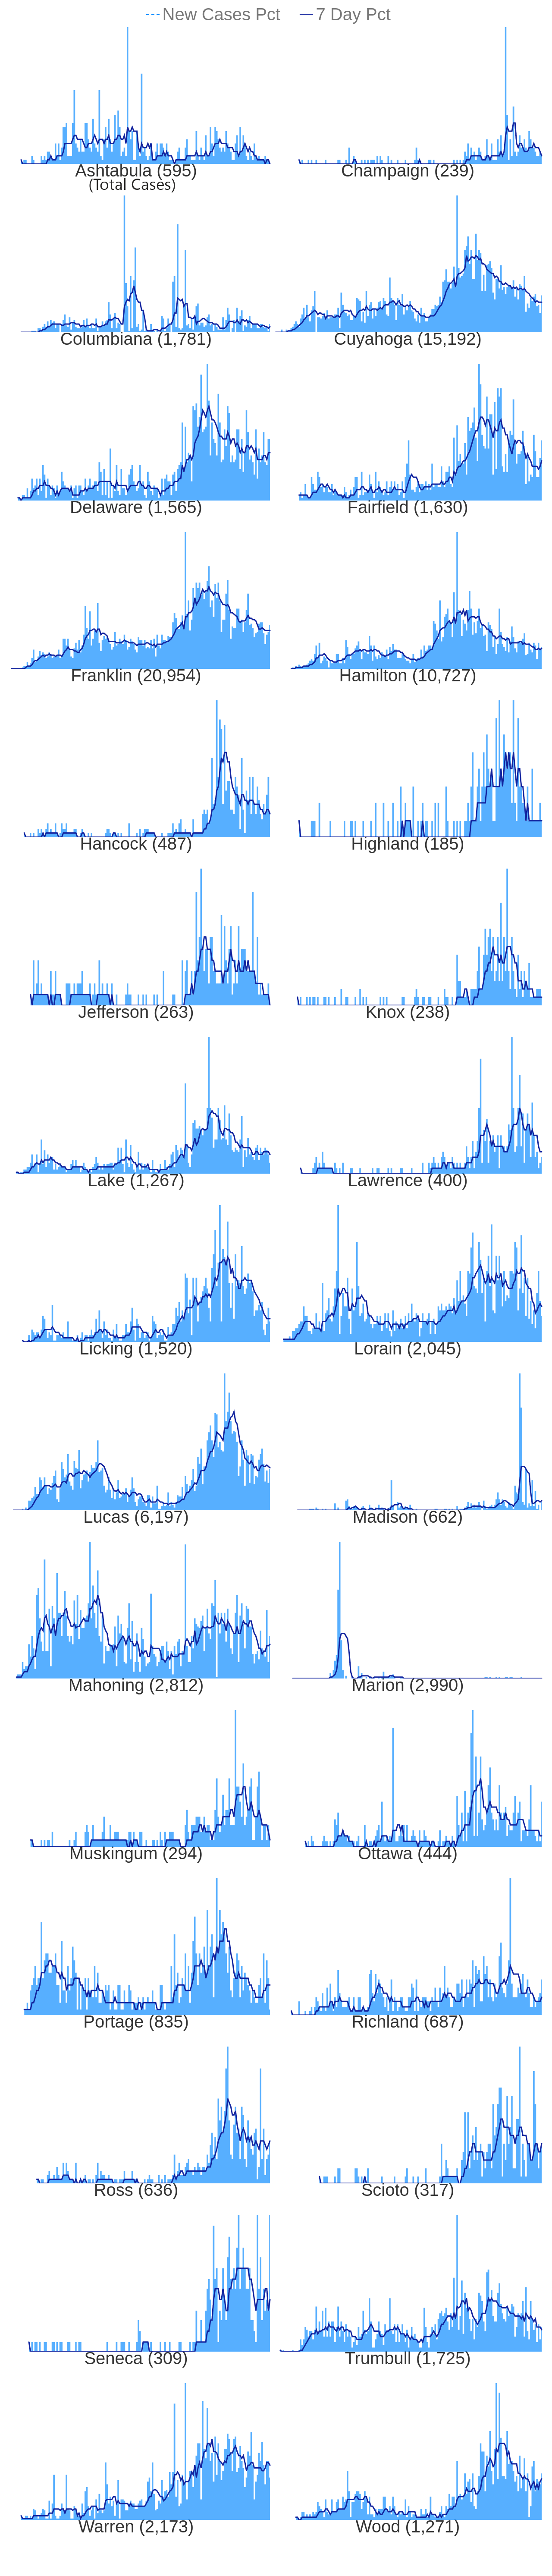 New Cases Pct 7 Day Pct
Ashtabula (595) Champaign (239)
(Total Cases)
Columbiana (1,781) Cuyahoga (15,192)
Delaware (1,565) Fairfield (1,630)
Franklin (20,954) Hamilton (10,727)
Hancock (487) Highland (185)
Jefferson (263) Knox (238)
Lake (1,267) Lawrence (400)
Licking (1,520) Lorain (2,045)
Lucas (6,197) Madison (662)
Mahoning (2,812) Marion (2,990)
Muskingum (294) Ottawa (444)
Portage (835) Richland (687)
Ross (636) Scioto (317)
Seneca (309) Trumbull (1,725)
Warren (2,173) Wood (1,271)